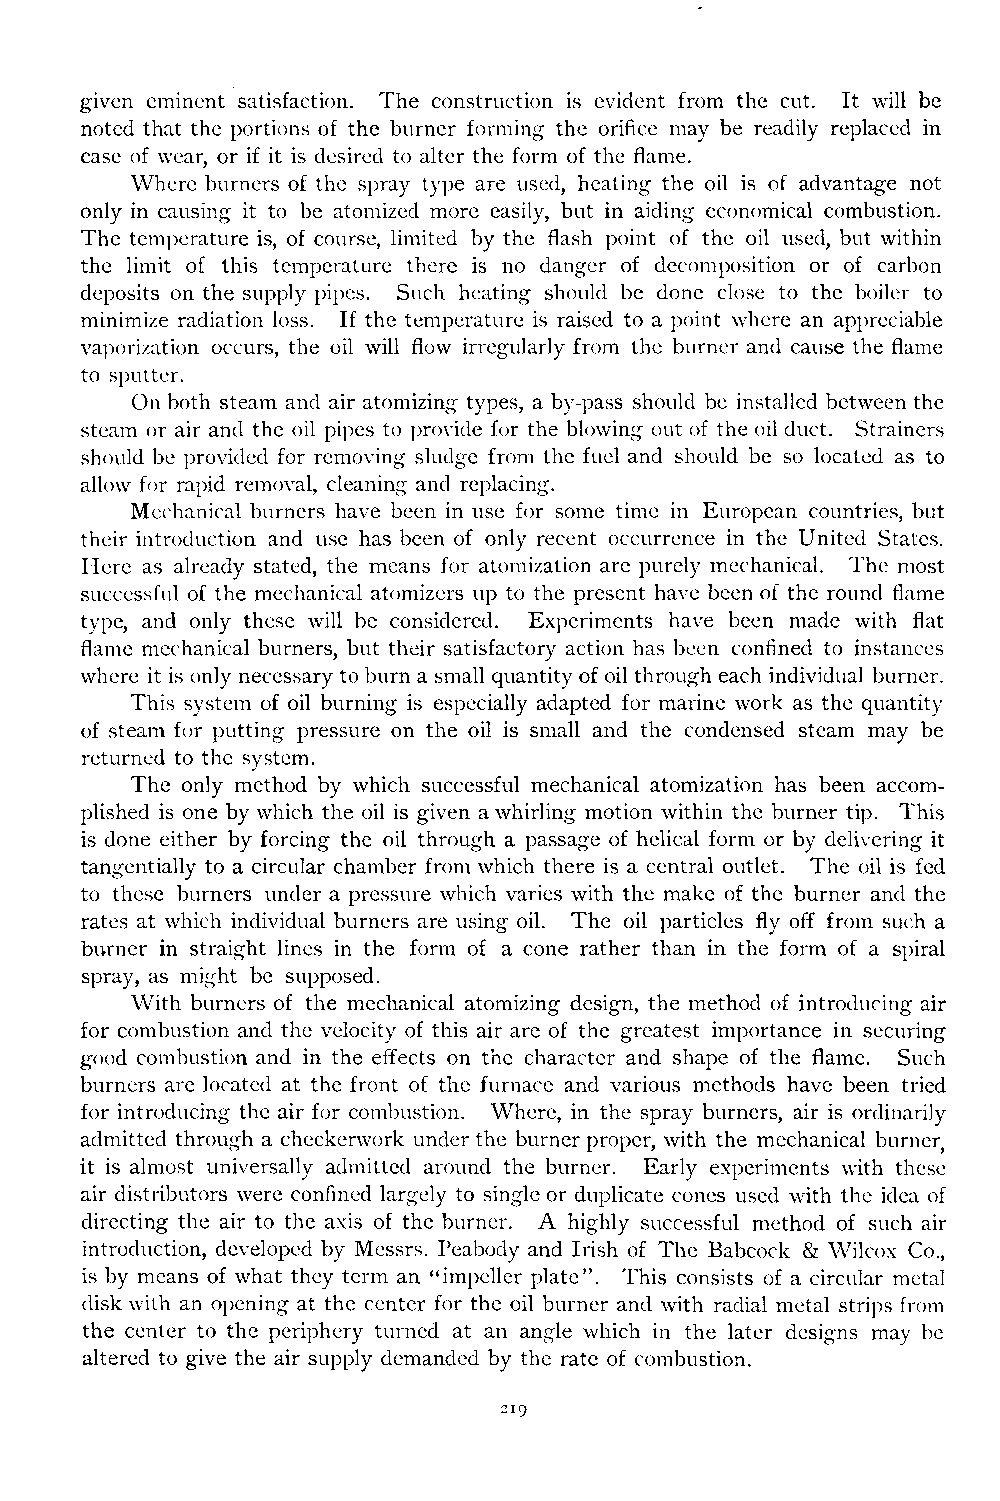 given eminent satisfaction. The construction is evident from the cut. It will be
noted that the portions of the burner forming the orifice may be readily replaced in
case of wear, or if it is desired to alter the form of the flame.
Where burners of the spray type are used, heating the oil is of advantage not
only in causing it to be atomized more easily, but in aiding economical combustion.
The temperature is, of course, limited by the flash point of the oil used, but within
the limit of this temperature there is no danger of decomposition or of carbon
deposits on the supply pipes. Such heating should be done close to the boiler to
minimize radiation loss. If the temperature is raised to a point where an appreciable
vaporization occurs, the oil will flow irregularly from the burner and cause the flame
to sputter.
On both steam and air atomizing types, a by-pass should be installed between the
steam or air and the oil pipes to provide for the blowing out of the oil duct. Strainers
should be provided for removing sludge from the fuel and should be so located as to
allow for rapid removal, cleaning and replacing.
Mechanical burners have been in use for some time in European countries, but
their introduction and use has been of only recent occurrence in the United States.
Here as already stated, the means for atomization are purely mechanical. The most
successful of the mechanical atomizers up to the present have been of the round flame
type, and only these will be considered. Experiments have been made with flat
flame mechanical burners, but their satisfactory action has been confined to instances
where it is only necessary to burn a small quantity of oil through each individual burner.
This system of oil burning is especially adapted for marine work as the quantity
of steam for putting pressure on the oil is small and the condensed steam may be
returned to the system.
The only method by which successful mechanical atomization has been accom-
plished is one by which the oil is given a whirling motion within the burner tip. This
is done either by forcing the oil through a passage of helical form or by delivering it
tangentially to a circular chamber from which there is a central outlet. The oil is fed
to these burners under a pressure which varies with the make of the burner and the
rates at which individual burners are using oil. The oil particles fly off from such a
burner in straight lines in the form of a cone rather than in the form of a spiral
spray, as might be supposed.
With burners of the mechanical atomizing design, the method of introducing air
for combustion and the velocity of this air are of the greatest importance in securing
good combustion and in the effects on the character and shape of the flame. Such
burners are located at the front of the furnace and various methods have been tried
for introducing the air for combustion. Where, in the spray burners, air is ordinarily
admitted through a checkerwork under the burner proper, with the mechanical burner,
it is almost universally admitted around the burner. Early experiments with these
air distributors were confined largely to single or duplicate cones used with the idea of
directing the air to the axis of the burner. A highly successful method of such air
introduction, developed by Messrs. Peabody and Irish of The Babcock & Wilcox Co.,
is by means of what they term an "impeller plate". This consists of a circular metal
disk with an opening at the center for the oil burner and with radial metal strips from
the center to the periphery turned at an angle which in the later designs may be
altered to give the air supply demanded by the rate of combustion.
219